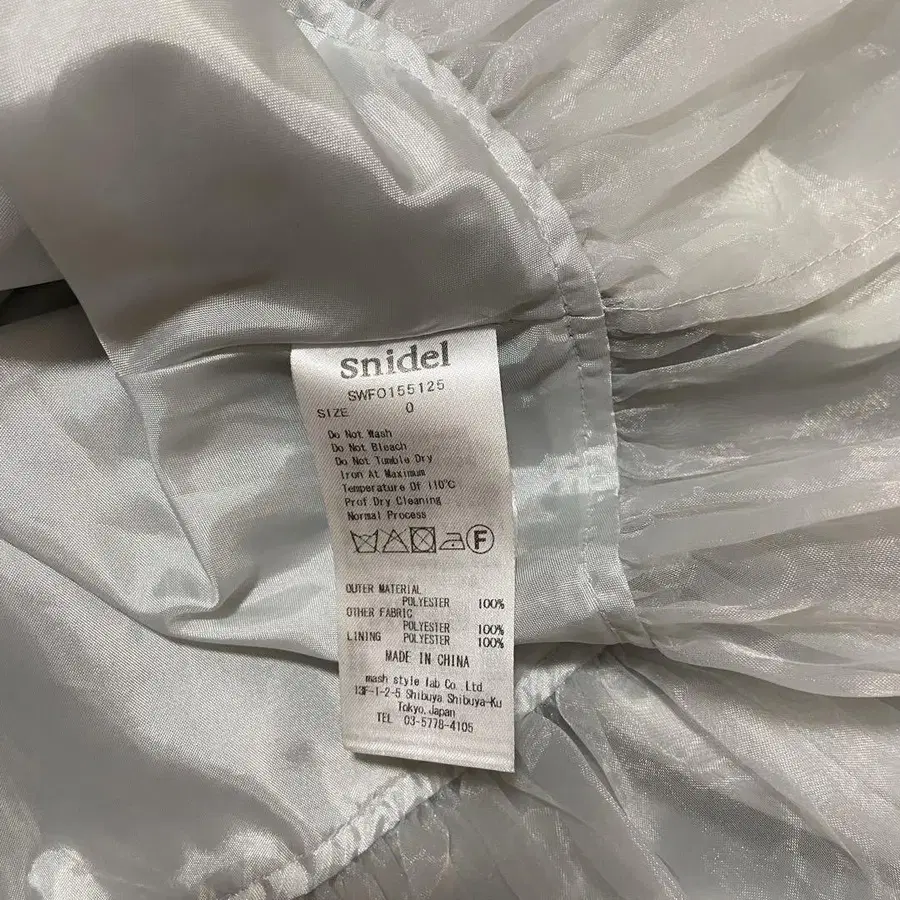 snidel
SWFO155125
SIZE 0
Do Not Wash
Do Not Bleach
Do Not Tumble Dry
Iron At Maximum
Temperature Of 110°C
Prof Dry Cleaning
Normal Process
F
OUTER MATERIAL
POLYESTER 100%
OTHER FABRIC
POLYESTER 100%
LINING POLYESTER 100%
MADE IN CHINA
mash style lab Co. Ltd
13F-1-2-5 Shibuya Shibuya-Ku
Tokyo.Japan
TEL 03-5778-4105